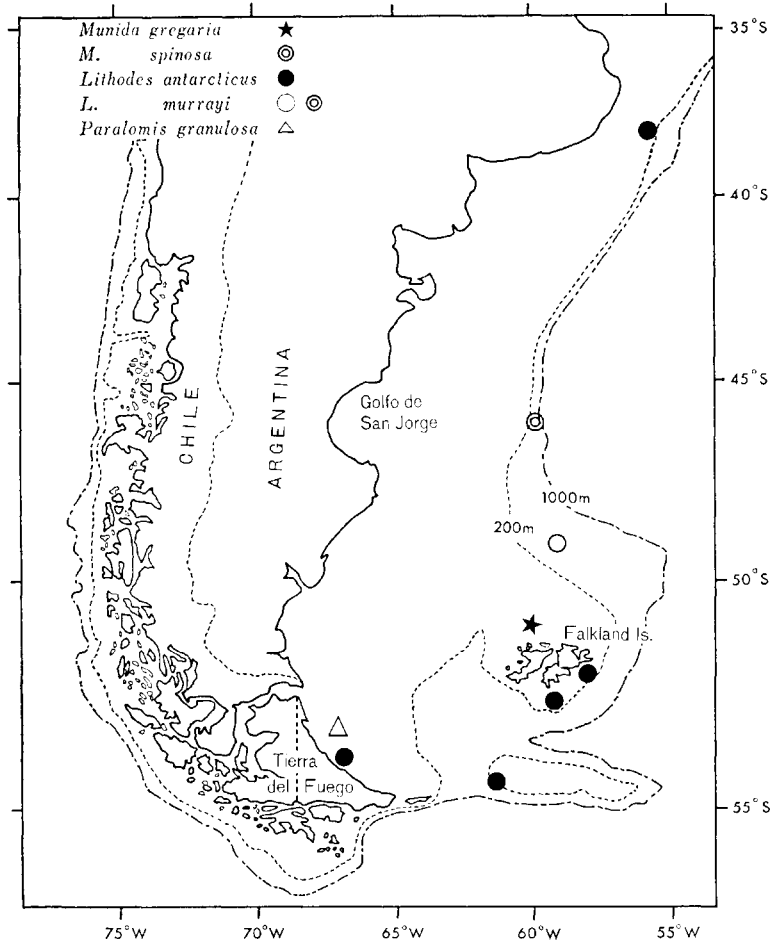 Munida gregaria
M. spinosa
Lithodes antarcticus
L. murrayi
Paralomis granulosa
35°S
40°S
45°S
50°S
55°S
CHILE
ARGENTINA
Golfo de
San Jorge
1000m
200m
Falkland Is.
Tierra
del Fuego
75°W
70°W
65°W
60°W
55°W